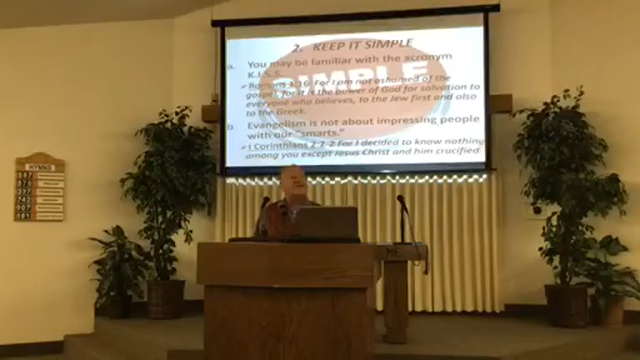 2. KEEP IT SIMPLE
a. You may be familiar with the acronym
K.I.S.S.
Romans 1:16 For I am not ashamed of the
gospel, for it is the power of God for salvation to
everyone who believes, to the Jew first and also
to the Greek.
b Evangelism is not about impressing people
with our "smarts."
I Corinthians 2:2-2 For I decided to know nothing
among you except Jesus Christ and him crucified.
SIMPLE
HYMNS